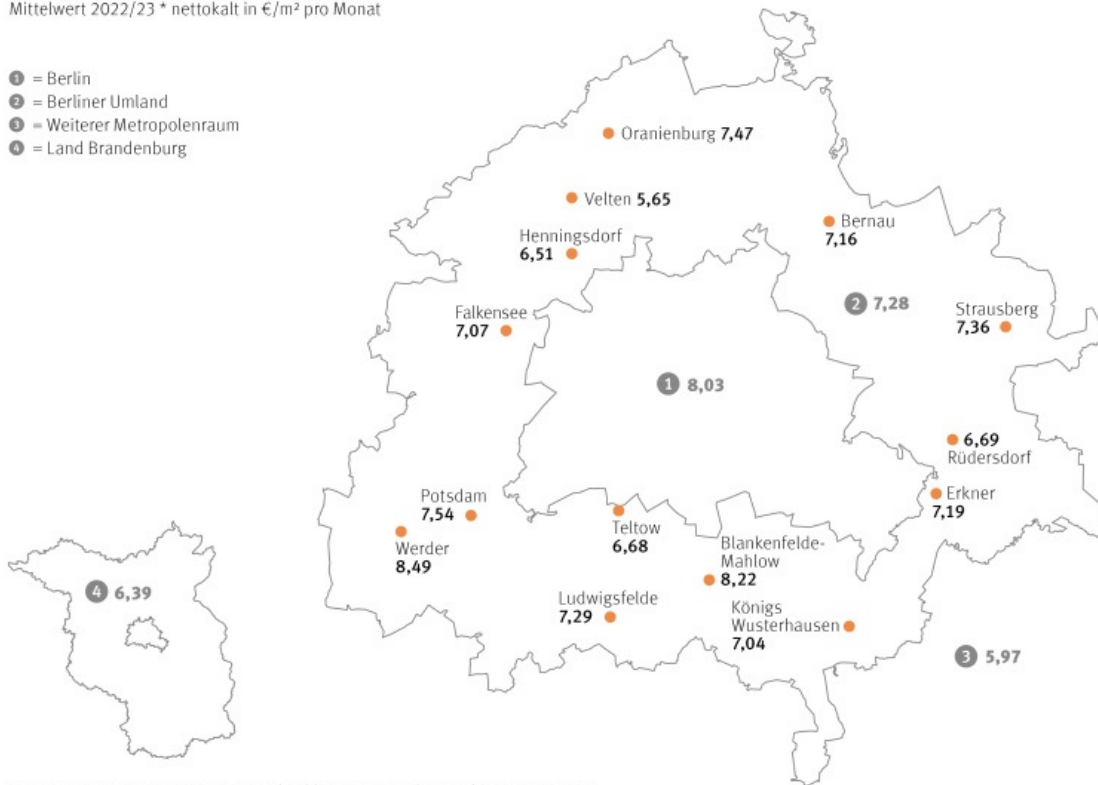 Mittelwert 2022/23 * nettokalt in €/m² pro Monat
1 = Berlin
2 = Berliner Umland
3 = Weiterer Metropolenraum
4 = Land Brandenburg
Oranienburg 7,47
Velten 5,65
Henningsdorf
6,51
Bernau
7,16
2 7,28
Falkensee
7,07
Strausberg
7,36
1 8,03
6,69
Rüdersdorf
Erkner
7,19
Potsdam
7,54
Werder
8,49
Teltow
6,68
Blankenfelde-
Mahlow
8,22
Ludwigsfelde
7,29
Königs
Wusterhausen
7,04
4 6,39
3 5,97